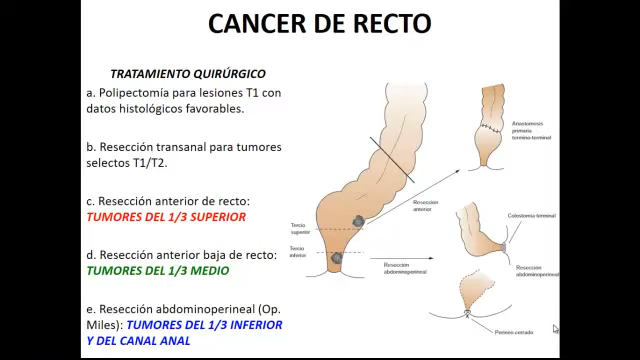 CANCER DE RECTO
TRATAMIENTO QUIRÚRGICO
a. Polipectomía para lesiones T1 con
datos histológicos favorables.
b. Resección transanal para tumores
selectos T1/T2.
c. Resección anterior de recto:
TUMORES DEL 1/3 SUPERIOR
d. Resección anterior baja de recto:
TUMORES DEL 1/3 MEDIO
e. Resección abdominoperineal (Op.
Miles): TUMORES DEL 1/3 INFERIOR
Y DEL CANAL ANAL
Anastomosis
primaria
termino-terminal
Resección
anterior
Tercio
superior
Tercio
inferior
Resección
abdominoperineal
Colostomía terminal
Resección
abdominoperineal
Perineo cerrado